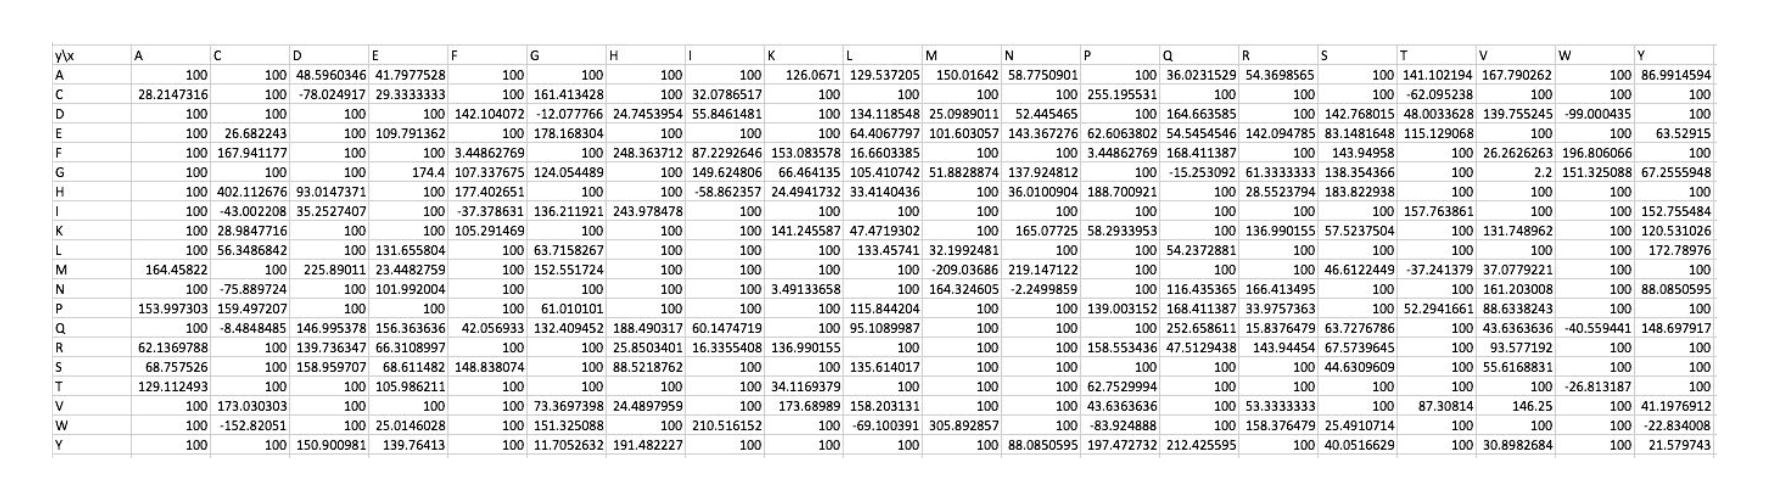 y\x A C D E F G H I K L M N P Q R S T V W Y
A 100 100 48.5960346 41.7977528 100 100 100 100 126.0671 129.537205 150.01642 58.7750901 100 36.0231529 54.3698565 100 141.102194 167.790262 100 86.9914594
C 28.2147316 100 -78.024917 29.3333333 100 161.413428 100 32.0786517 100 100 100 100 255.195531 100 100 100 -62.095238 100 100 100
D 100 100 100 100 142.104072 -12.077766 24.7453954 55.8461481 100 134.118548 25.0989011 52.445465 100 164.663585 100 142.768015 48.0033628 139.755245 -99.000435 100
E 100 26.682243 100 109.791362 100 178.168304 100 100 100 64.4067797 101.603057 143.367276 62.6063802 54.5454546 142.094785 83.1481648 115.129068 100 100 63.52915
F 100 167.941177 100 100 3.44862769 100 248.363712 87.2292646 153.083578 16.6603385 100 100 3.44862769 168.411387 100 143.94958 100 26.2626263 196.806066 100
G 100 100 100 174.4 107.337675 124.054489 100 149.624806 66.464135 105.410742 51.8828874 137.924812 100 -15.253092 61.3333333 138.354366 100 2.2 151.325088 67.2555948
H 100 402.112676 93.0147371 100 177.402651 100 100 -58.862357 24.4941732 33.4140436 100 36.0100904 188.700921 100 28.5523794 183.822938 100 100 100 100
I 100 -43.002208 35.2527407 100 -37.378631 136.211921 243.978478 100 100 100 100 100 100 100 100 100 157.763861 100 100 152.755484
K 100 28.9847716 100 100 105.291469 100 100 100 141.245587 47.4719302 100 165.07725 58.2933953 100 136.990155 57.5237504 100 131.748962 100 120.531026
L 100 56.3486842 100 131.655804 100 63.7158267 100 100 100 133.45741 32.1992481 100 100 54.2372881 100 100 100 100 100 172.78976
M 164.45822 100 225.89011 23.4482759 100 152.551724 100 100 100 100 -209.03686 219.147122 100 100 100 46.6122449 -37.241379 37.0779221 100 100
N 100 -75.889724 100 101.992004 100 100 100 100 3.49133658 100 164.324605 -2.2499859 100 116.435365 166.413495 100 100 161.203008 100 88.0850595
P 153.997303 159.497207 100 100 100 61.010101 100 100 100 115.844204 100 100 139.003152 168.411387 33.9757363 100 52.2941661 88.6338243 100 100
Q 100 -8.4848485 146.995378 156.363636 42.056933 132.409452 188.490317 60.1474719 100 95.1089987 100 100 100 252.658611 15.8376479 63.7276786 100 43.6363636 -40.559441 148.697917
R 62.1369788 100 139.736347 66.3108997 100 100 25.8503401 16.3355408 136.990155 100 100 100 158.553436 47.5129438 143.94454 67.5739645 100 93.577192 100 100
S 68.757526 100 158.959707 68.611482 148.838074 100 88.5218762 100 100 135.614017 100 100 100 100 100 44.6309609 100 55.6168831 100 100
T 129.112493 100 100 105.986211 100 100 100 100 34.1169379 100 100 100 62.7529994 100 100 100 100 100 -26.813187 100
V 100 173.030303 100 100 100 73.3697398 24.4897959 100 173.68989 158.203131 100 100 43.6363636 100 53.3333333 100 87.30814 146.25 100 41.1976912
W 100 -152.82051 100 25.0146028 100 151.325088 100 210.516152 100 -69.100391 305.892857 100 -83.924888 100 158.376479 25.4910714 100 100 100 -22.834008
Y 100 100 150.900981 139.76413 100 11.7052632 191.482227 100 100 100 100 88.0850595 197.472732 212.425595 100 40.0516629 100 30.8982684 100 21.579743